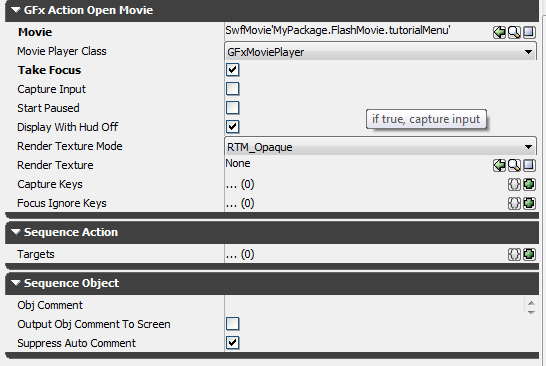 GFx Action Open Movie
Movie SwfMovie'MyPackage.FlashMovie.tutorialMenu'
Movie Player Class GFxMoviePlayer
Take Focus
Capture Input
Start Paused
Display With Hud Off
if true, capture input
Render Texture Mode RTM_Opaque
Render Texture None
Capture Keys ... (0)
Focus Ignore Keys ... (0)
Sequence Action
Targets ... (0)
Sequence Object
Obj Comment
Output Obj Comment To Screen
Suppress Auto Comment